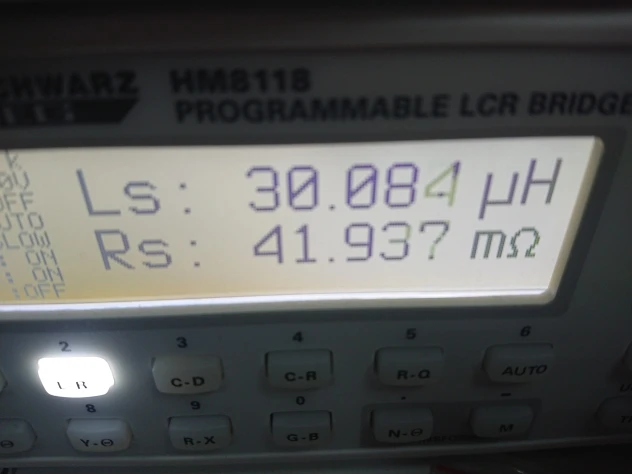 CHWARZ HM8118
PROGRAMMABLE LCR BRIDGE
Ls: 30.084 µH
Rs: 41.937 mΩ
2 3 4 5 6
L R C-D C-R R-Q AUTO
8 9 0 . -
Y-Θ R-X G-B N-Θ M